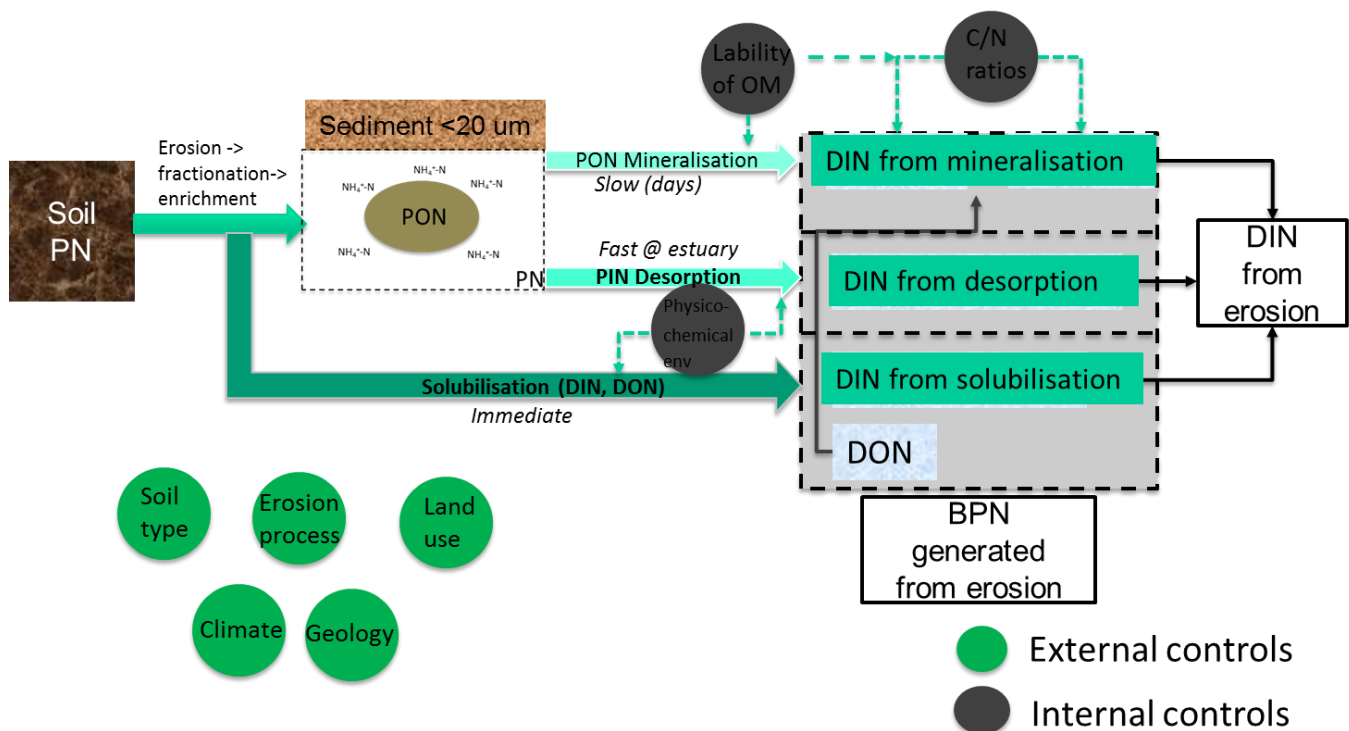 Lability
of OM
C/N
ratios
Sediment <20 um
Erosion ->
fractionation->
enrichment
Soil
PN
NH₄⁺-N
NH₄⁺-N
NH₄⁺-N
PON
NH₄⁺-N
NH₄⁺-N
PN
PON Mineralisation
Slow (days)
Fast @ estuary
PIN Desorption
Physico-
chemical
env
Solubilisation (DIN, DON)
Immediate
DIN from mineralisation
DIN from desorption
DIN from solubilisation
DON
DIN
from
erosion
BPN
generated
from erosion
Soil
type
Erosion
process
Land
use
Climate
Geology
External controls
Internal controls